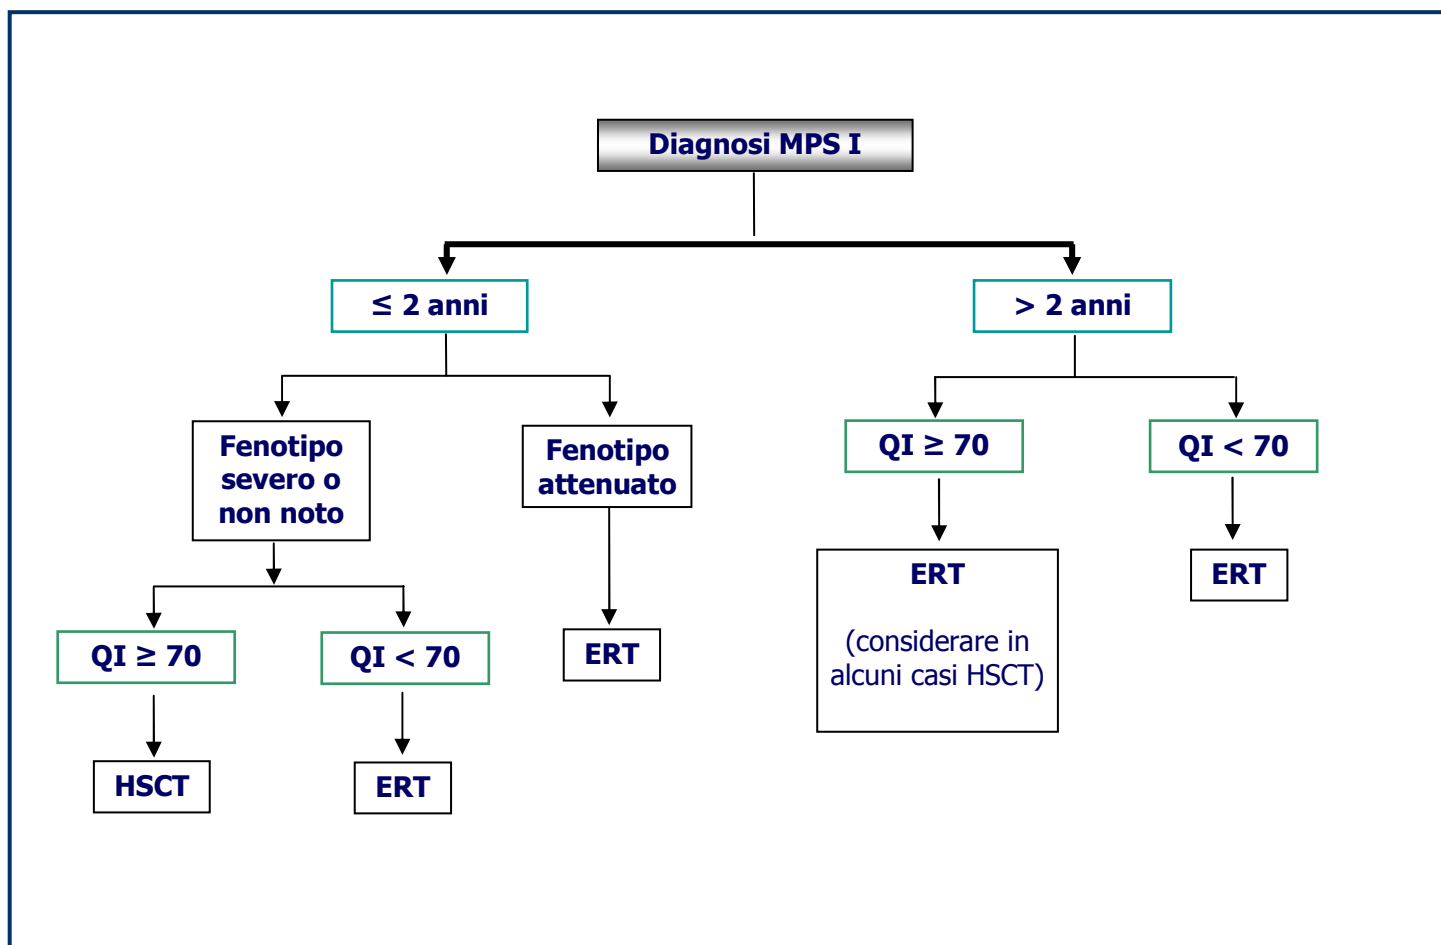 Diagnosi MPS I
≤ 2 anni
> 2 anni
Fenotipo
severo o
non noto
Fenotipo
attenuato
QI ≥ 70
QI < 70
QI ≥ 70
QI < 70
ERT
ERT
(considerare in
alcuni casi HSCT)
ERT
HSCT
ERT